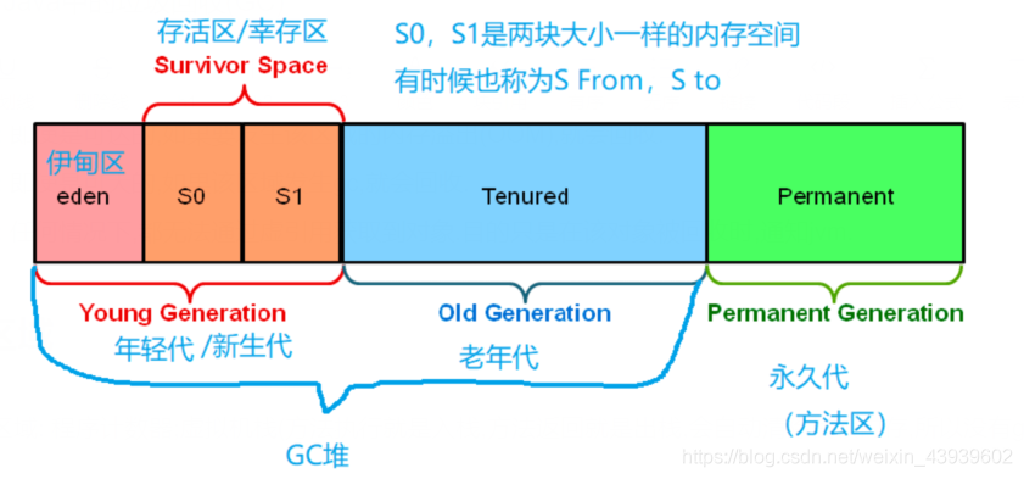 存活区/幸存区
Survivor Space
S0，S1是两块大小一样的内存空间
有时候也称为S From，S to
伊甸区
eden
S0
S1
Tenured
Permanent
Young Generation
Old Generation
Permanent Generation
年轻代 /新生代
老年代
永久代
（方法区）
GC堆
https://blog.csdn.net/weixin_43939602